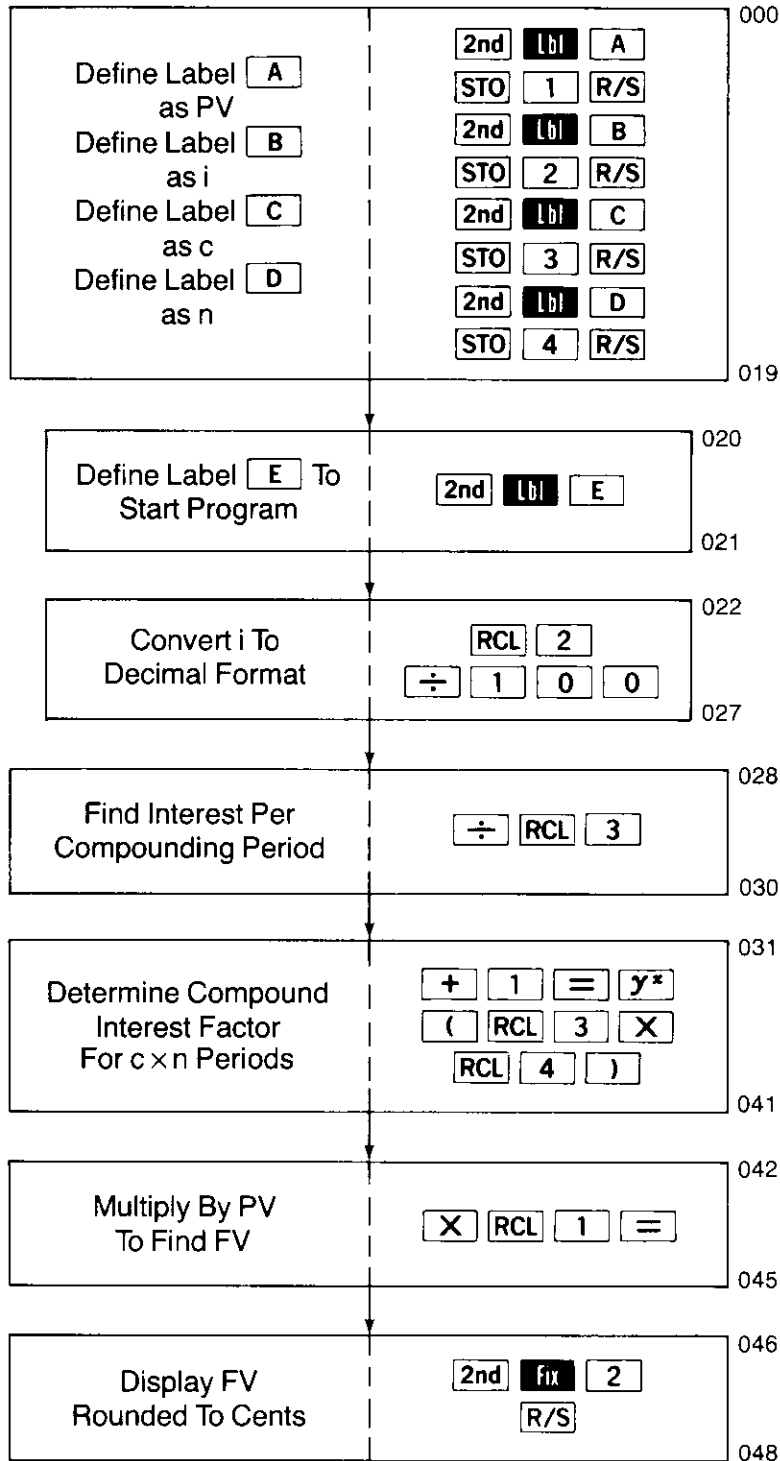 000
Define Label A
as PV
Define Label B
as i
Define Label C
as c
Define Label D
as n
2nd Lbl A
STO 1 R/S
2nd Lbl B
STO 2 R/S
2nd Lbl C
STO 3 R/S
2nd Lbl D
STO 4 R/S
019
020
Define Label E To
Start Program
2nd Lbl E
021
022
Convert i To
Decimal Format
RCL 2
÷ 1 0 0
027
028
Find Interest Per
Compounding Period
÷ RCL 3
030
031
Determine Compound
Interest Factor
For c × n Periods
+ 1 = yˣ
( RCL 3 X
RCL 4 )
041
042
Multiply By PV
To Find FV
X RCL 1 =
045
046
Display FV
Rounded To Cents
2nd Fix 2
R/S
048